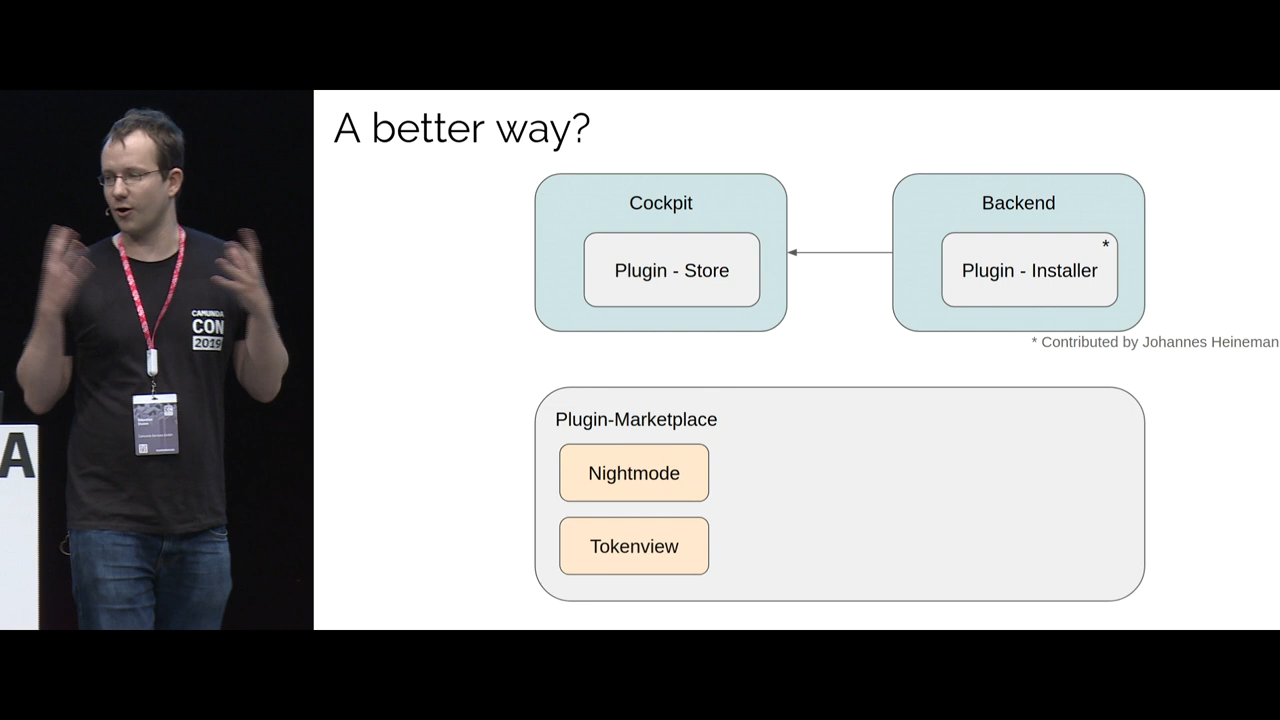 A better way?
Cockpit
Backend
*
Plugin - Store
Plugin - Installer
* Contributed by Johannes Heineman
Plugin-Marketplace
Nightmode
Tokenview
CAMUNDA
CON
2019
A